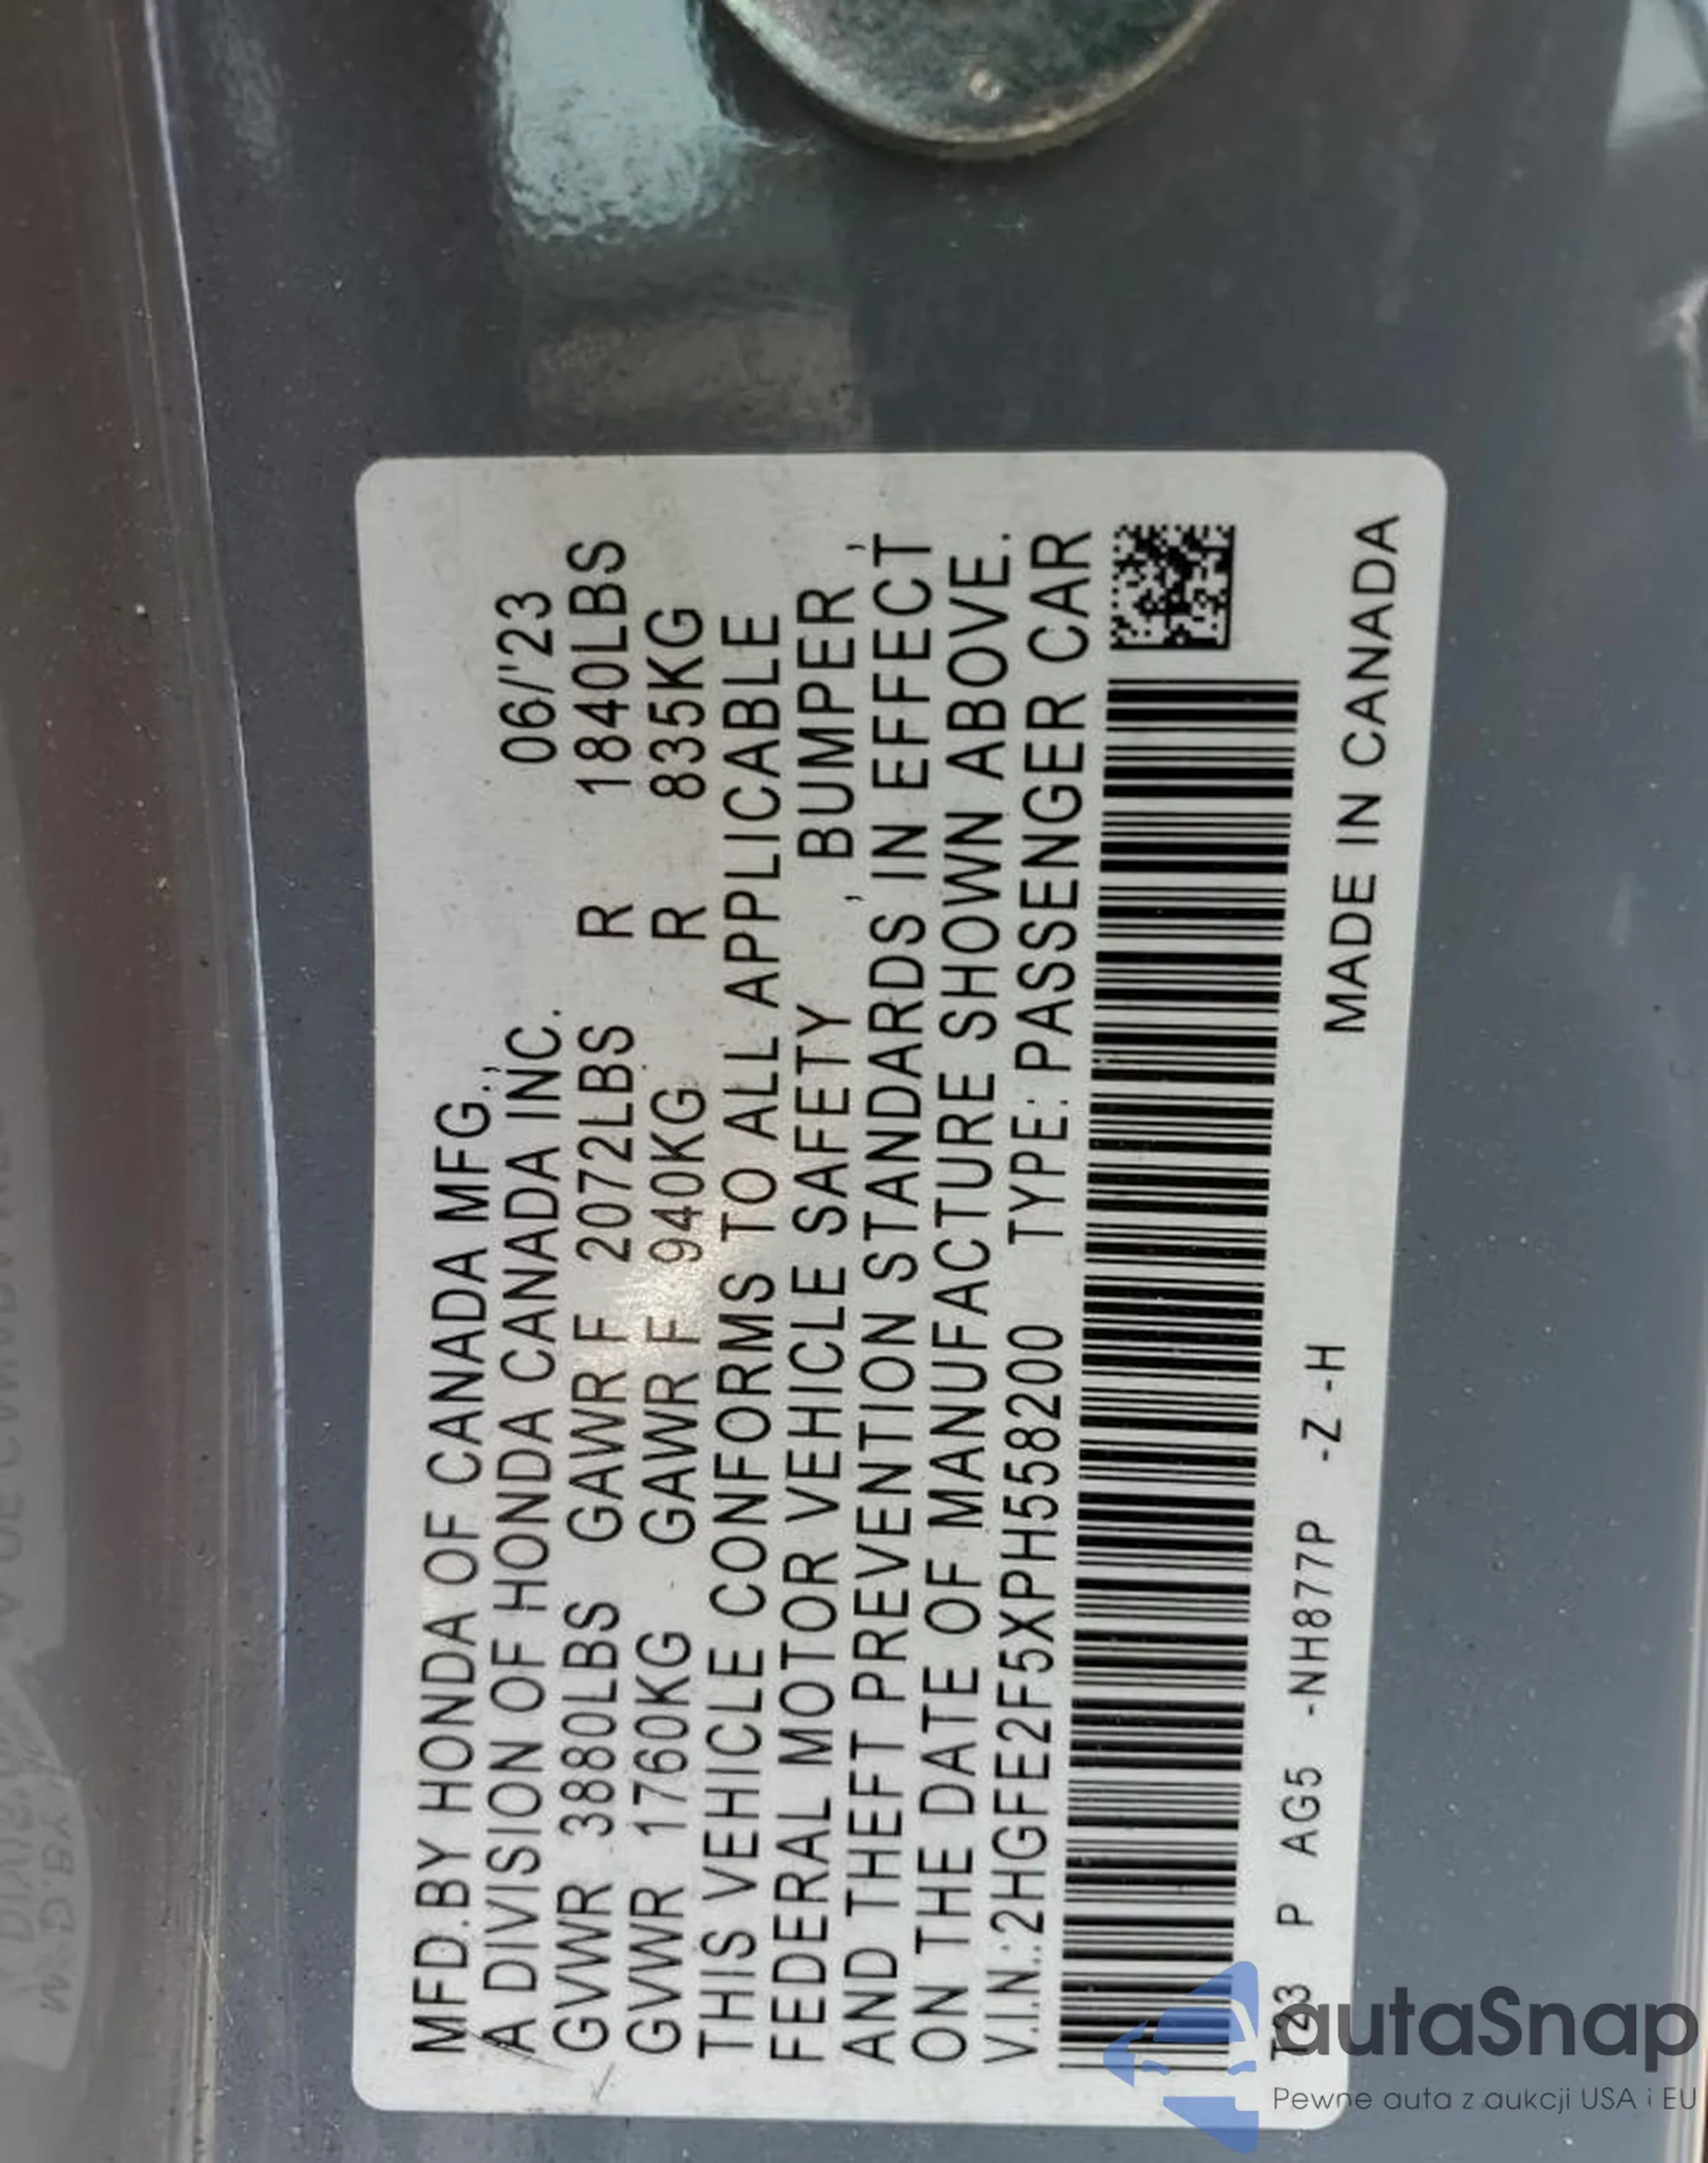 MFD.BY HONDA OF CANADA MFG.,
A DIVISION OF HONDA CANADA INC. 06/'23
GVWR 3880LBS GAWR F 2072LBS R 1840LBS
GVWR 1760KG GAWR F 940KG R 835KG
THIS VEHICLE CONFORMS TO ALL APPLICABLE
FEDERAL MOTOR VEHICLE SAFETY , BUMPER ,
AND THEFT PREVENTION STANDARDS IN EFFECT
ON THE DATE OF MANUFACTURE SHOWN ABOVE.
V.I.N.:2HGFE2F5XPH558200 TYPE: PASSENGER CAR
T23 P AG5 -NH877P -Z -H MADE IN CANADA
autaSnap
Pewne auta z aukcji USA i EU